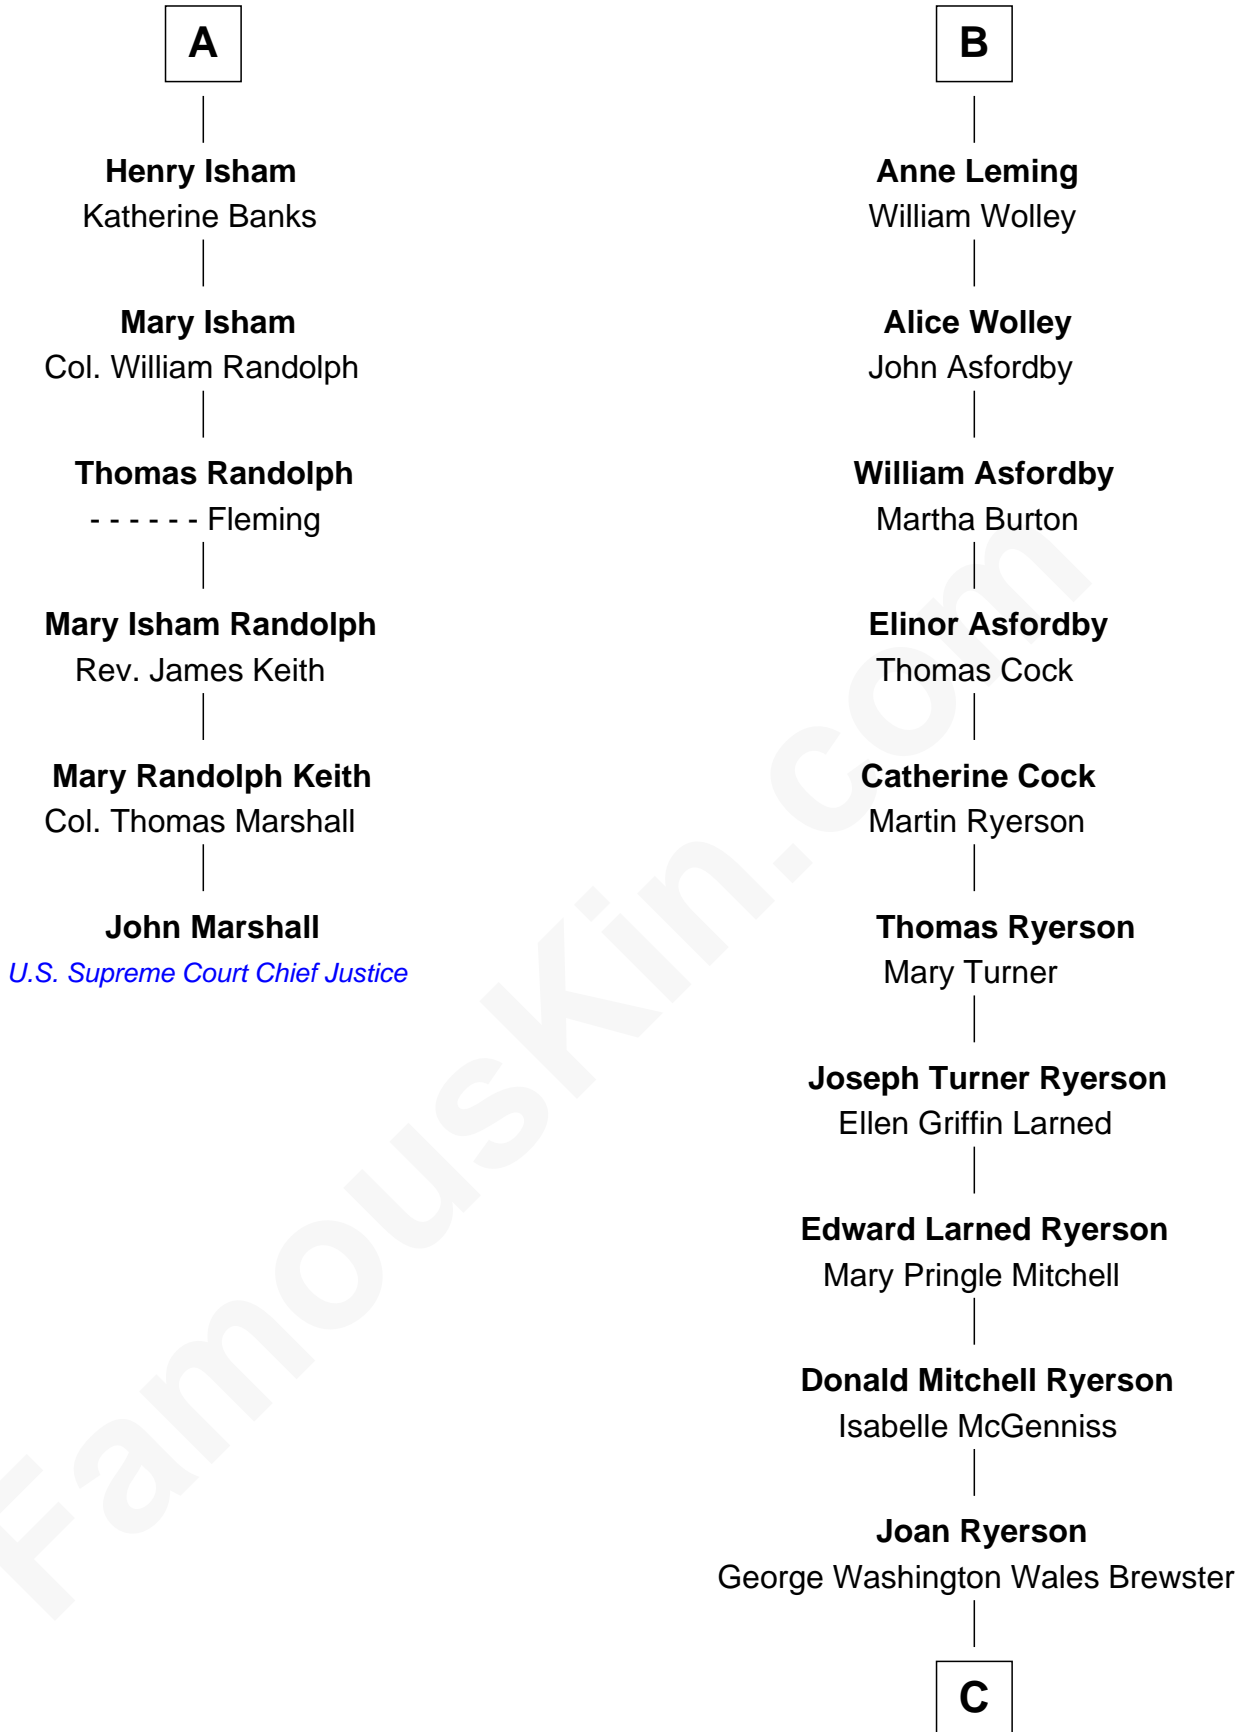 A
Henry Isham
Katherine Banks
Mary Isham
Col. William Randolph
Thomas Randolph
- - - - - - Fleming
Mary Isham Randolph
Rev. James Keith
Mary Randolph Keith
Col. Thomas Marshall
John Marshall
U.S. Supreme Court Chief Justice
B
Anne Leming
William Wolley
Alice Wolley
John Asfordby
William Asfordby
Martha Burton
Elinor Asfordby
Thomas Cock
Catherine Cock
Martin Ryerson
Thomas Ryerson
Mary Turner
Joseph Turner Ryerson
Ellen Griffin Larned
Edward Larned Ryerson
Mary Pringle Mitchell
Donald Mitchell Ryerson
Isabelle McGenniss
Joan Ryerson
George Washington Wales Brewster
C
FamousKin.com